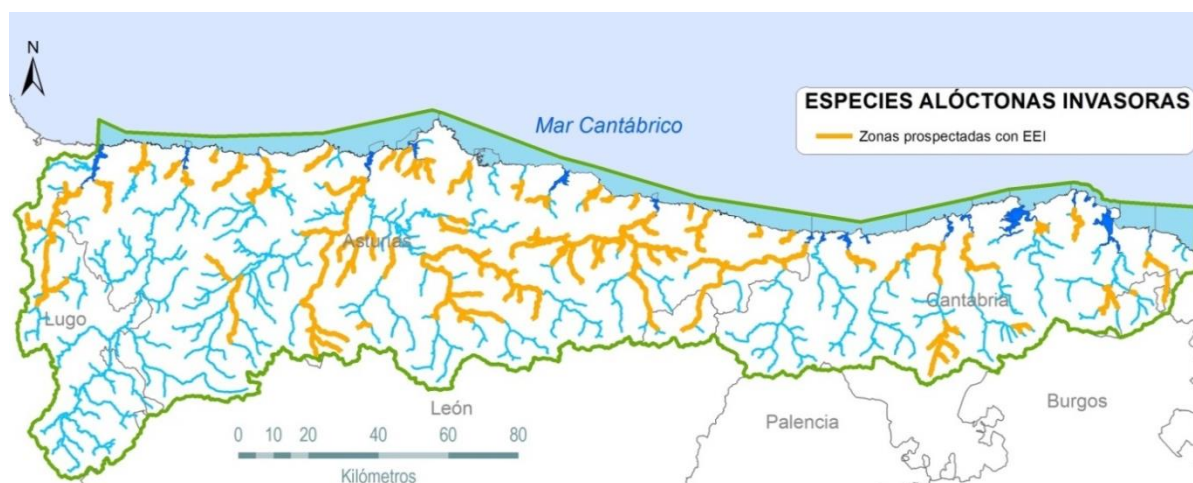 N
Mar Cantábrico
ESPECIES ALÓCTONAS INVASORAS
Zonas prospectadas con EEI
Asturias
Cantabria
Lugo
León
Palencia
Burgos
0 10 20 40 60 80
Kilómetros